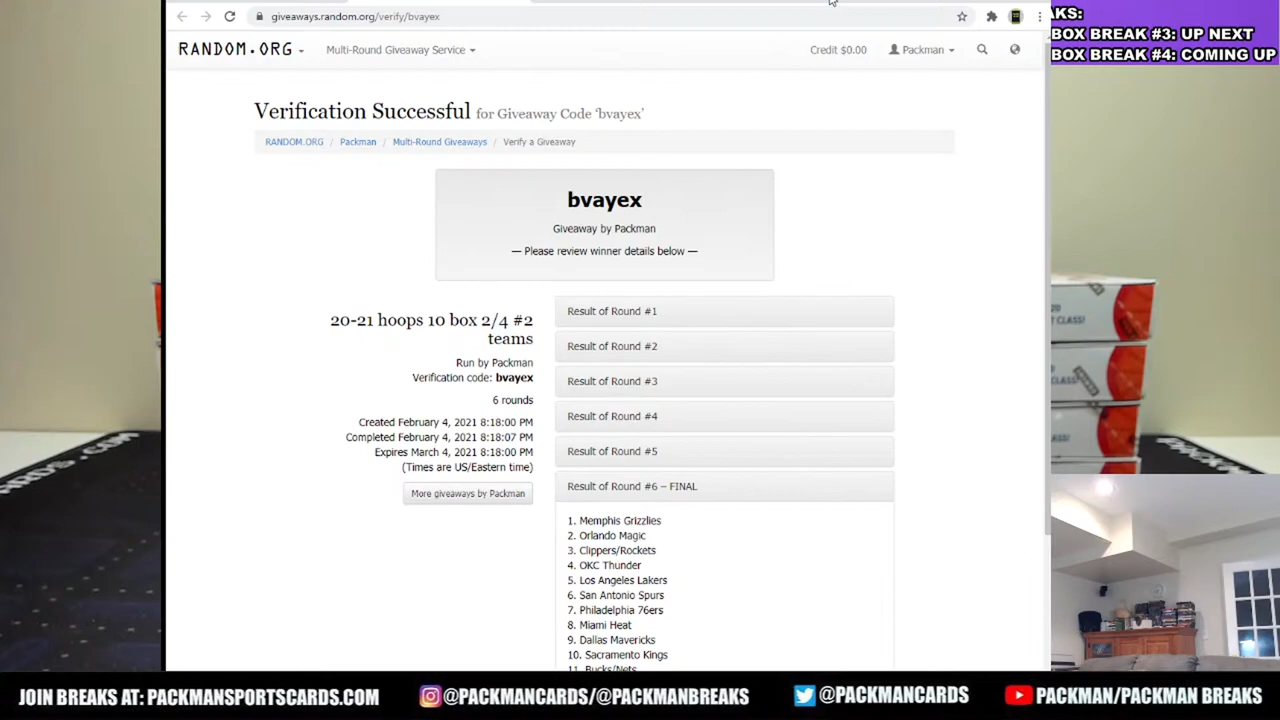 giveaways.random.org/verify/bvayex
AKS:
BOX BREAK #3: UP NEXT
BOX BREAK #4: COMING UP
RANDOM.ORG
Multi-Round Giveaway Service
Credit $0.00
Packman
Verification Successful for Giveaway Code ‘bvayex’
RANDOM.ORG / Packman / Multi-Round Giveaways / Verify a Giveaway
bvayex
Giveaway by Packman
— Please review winner details below —
20-21 hoops 10 box 2/4 #2
teams
Run by Packman
Verification code: bvayex
6 rounds
Created February 4, 2021 8:18:00 PM
Completed February 4, 2021 8:18:07 PM
Expires March 4, 2021 8:18:00 PM
(Times are US/Eastern time)
More giveaways by Packman
Result of Round #1
Result of Round #2
Result of Round #3
Result of Round #4
Result of Round #5
Result of Round #6 – FINAL
1. Memphis Grizzlies
2. Orlando Magic
3. Clippers/Rockets
4. OKC Thunder
5. Los Angeles Lakers
6. San Antonio Spurs
7. Philadelphia 76ers
8. Miami Heat
9. Dallas Mavericks
10. Sacramento Kings
11. Bucks/Nets
CLASS!
JOIN BREAKS AT: PACKMANSPORTSCARDS.COM
@PACKMANCARDS/@PACKMANBREAKS
@PACKMANCARDS
PACKMAN/PACKMAN BREAKS